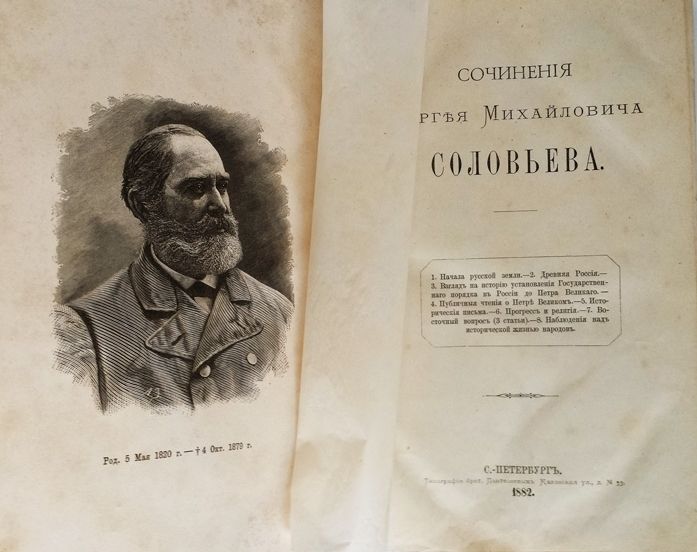 Род. 5 Мая 1820 г. — † 4 Окт. 1879 г.
СОЧИНЕНІЯ
РГѢЯ МИХАЙЛОВИЧА
СОЛОВЬЕВА.
1. Начала русской земли.—2. Древняя Россія.—
3. Взглядъ на исторію установленія Государствен-
наго порядка въ Россіи до Петра Великаго.—
4. Публичныя чтенія о Петрѣ Великомъ.—5. Исто-
рическія письма.—6. Прогрессъ и религія.—7. Во-
сточный вопросъ (3 статьи).—8. Наблюденія надъ
исторической жизнью народовъ.
С.-ПЕТЕРБУРГЪ.
Типографія брат. Пантелеевыхъ. Казанская ул., д. № 33.
1882.